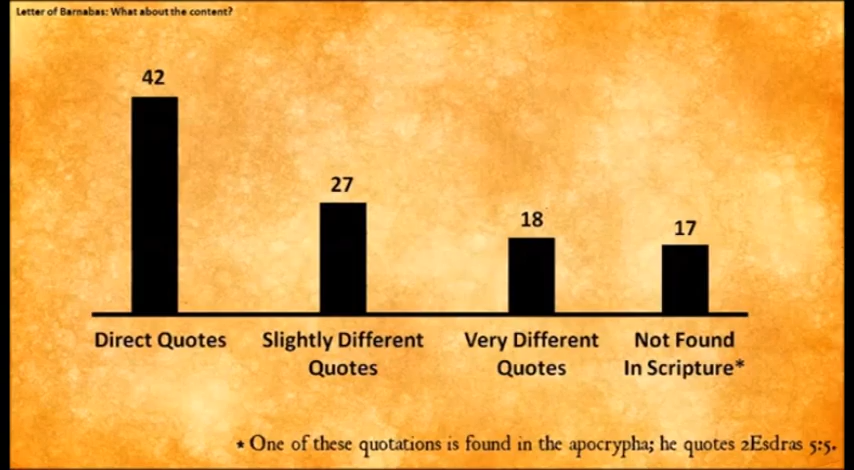 Letter of Barnabas: What about the content?
42
27
18
17
Direct Quotes
Slightly Different
Quotes
Very Different
Quotes
Not Found
In Scripture*
* One of these quotations is found in the apocrypha; he quotes 2Esdras 5:5.